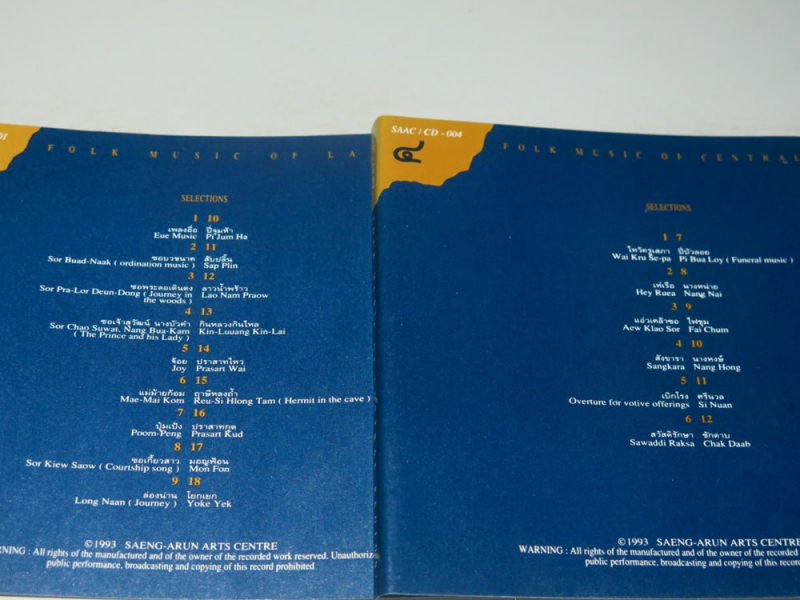 01
FOLK MUSIC OF LA
SELECTIONS
1 10
เพลงอื่อ ปี่จุมห้า
Eue Music Pi Jum Ha
2 11
ซอบวชนาค สับปลิ้น
Sor Buad-Naak ( ordination music ) Sap Plin
3 12
ซอพระลอเดินดง ลาวน้ำพร้าว
Sor Pra-Lor Deun-Dong ( Journey in the woods ) Lao Nam Praow
4 13
ซอเจ้าสุวัฒน์ นางบัวคำ กินหลวงกินไหล
Sor Chao Suwat, Nang Bua-Kam ( The Prince and his Lady ) Kin-Luuang Kin-Lai
5 14
จ้อย ปราสาทไหว
Joy Prasart Wai
6 15
แม่ม้ายก้อม ฤาษีหลงถ้ำ
Mae-Mai Kom Reu-Si Hlong Tam ( Hermit in the cave )
7 16
ปุ้มเป้ง ปราสาทกุด
Poom-Peng Prasart Kud
8 17
ซอเกี้ยวสาว มอญฟ้อน
Sor Kiew Saow ( Courtship song ) Mon Fon
9 18
ล่องน่าน โยกเยก
Long Naan ( Journey ) Yoke Yek
©1993 SAENG-ARUN ARTS CENTRE
RNING : All rights of the manufactured and of the owner of the recorded work reserved. Unauthoriz
public performance, broadcasting and copying of this record prohibited
SAAC / CD - 004
๔
FOLK MUSIC OF CENTRAL
SELECTIONS
1 7
ไหว้ครูเสภา ปี่บัวลอย
Wai Kru Se-pa Pi Bua Loy ( Funeral music )
2 8
เห่เรือ นางหน่าย
Hey Ruea Nang Nai
3 9
แอ่วเคล้าซอ ไฟชุม
Aew Klao Sor Fai Chum
4 10
สังขารา นางหงษ์
Sangkara Nang Hong
5 11
เบิกโรง ศรีนวล
Overture for votive offerings Si Nuan
6 12
สวัสดิรักษา ชักดาบ
Sawaddi Raksa Chak Daab
©1993 SAENG-ARUN ARTS CENTRE
WARNING : All rights of the manufactured and of the owner of the recorded
public performance, broadcasting and copying of this recor